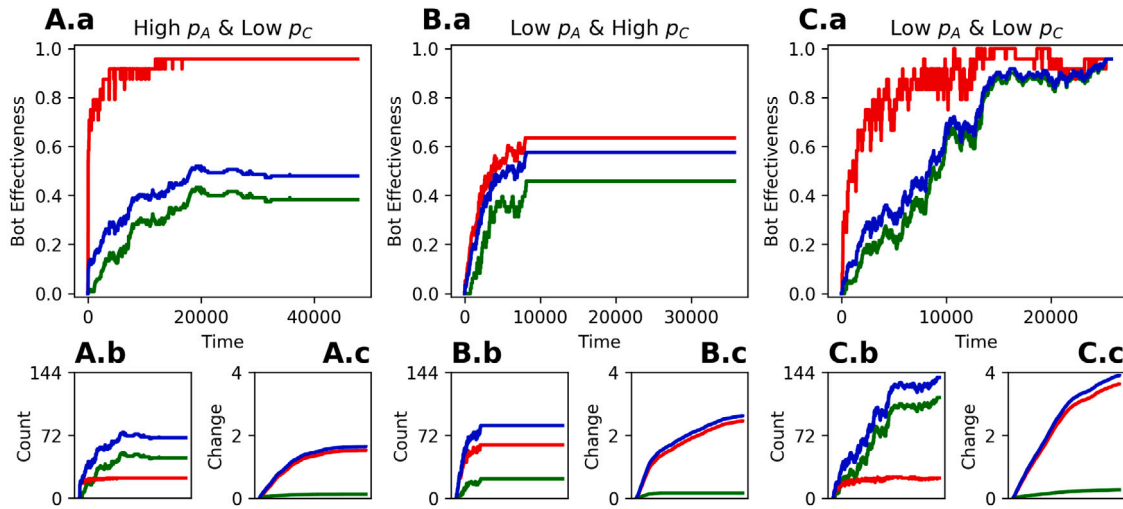 A.a
High p_A & Low p_C
1.0
0.8
0.6
0.4
0.2
0.0
Bot Effectiveness
0 20000 40000
Time
B.a
Low p_A & High p_C
1.0
0.8
0.6
0.4
0.2
0.0
Bot Effectiveness
0 10000 20000 30000
Time
C.a
Low p_A & Low p_C
1.0
0.8
0.6
0.4
0.2
0.0
Bot Effectiveness
0 10000 20000
Time
A.b
144
72
0
Count
A.c
4
2
0
Change
B.b
144
72
0
Count
B.c
4
2
0
Change
C.b
144
72
0
Count
C.c
4
2
0
Change